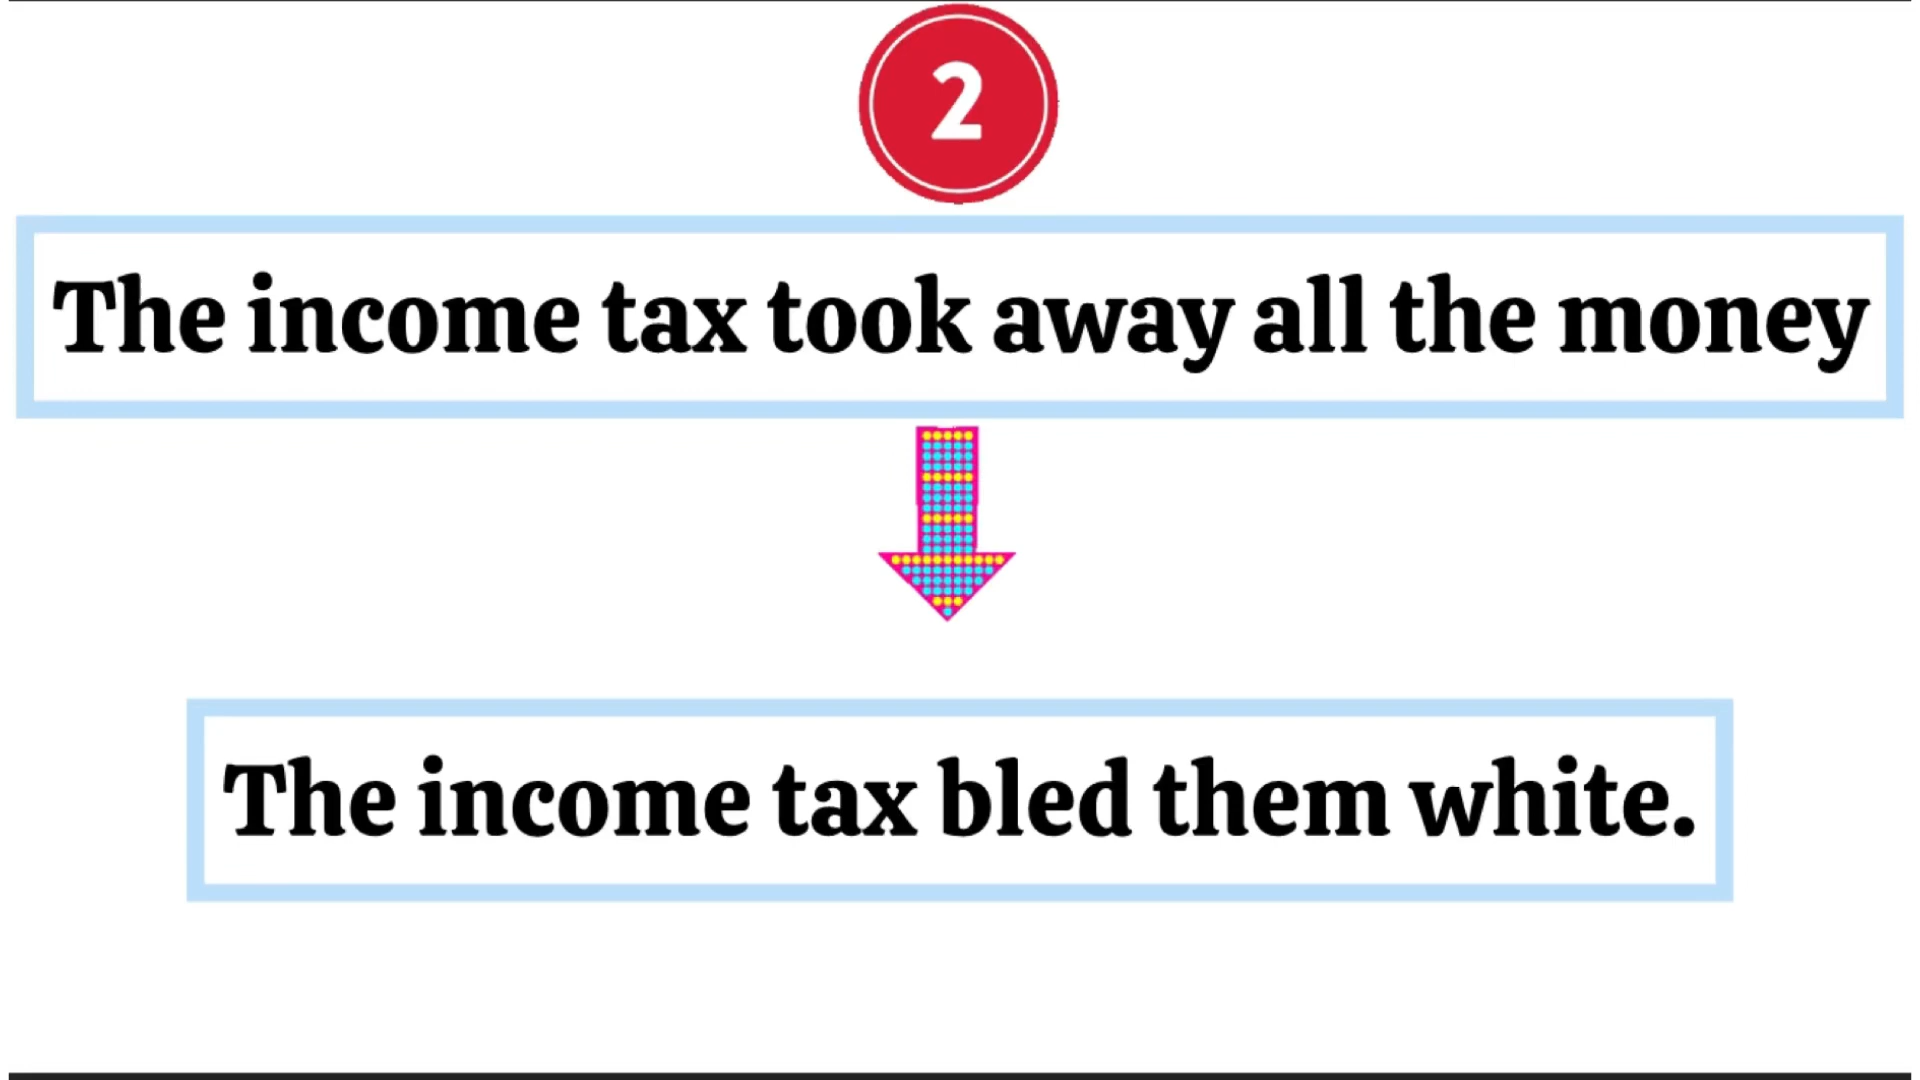 2
The income tax took away all the money
The income tax bled them white.